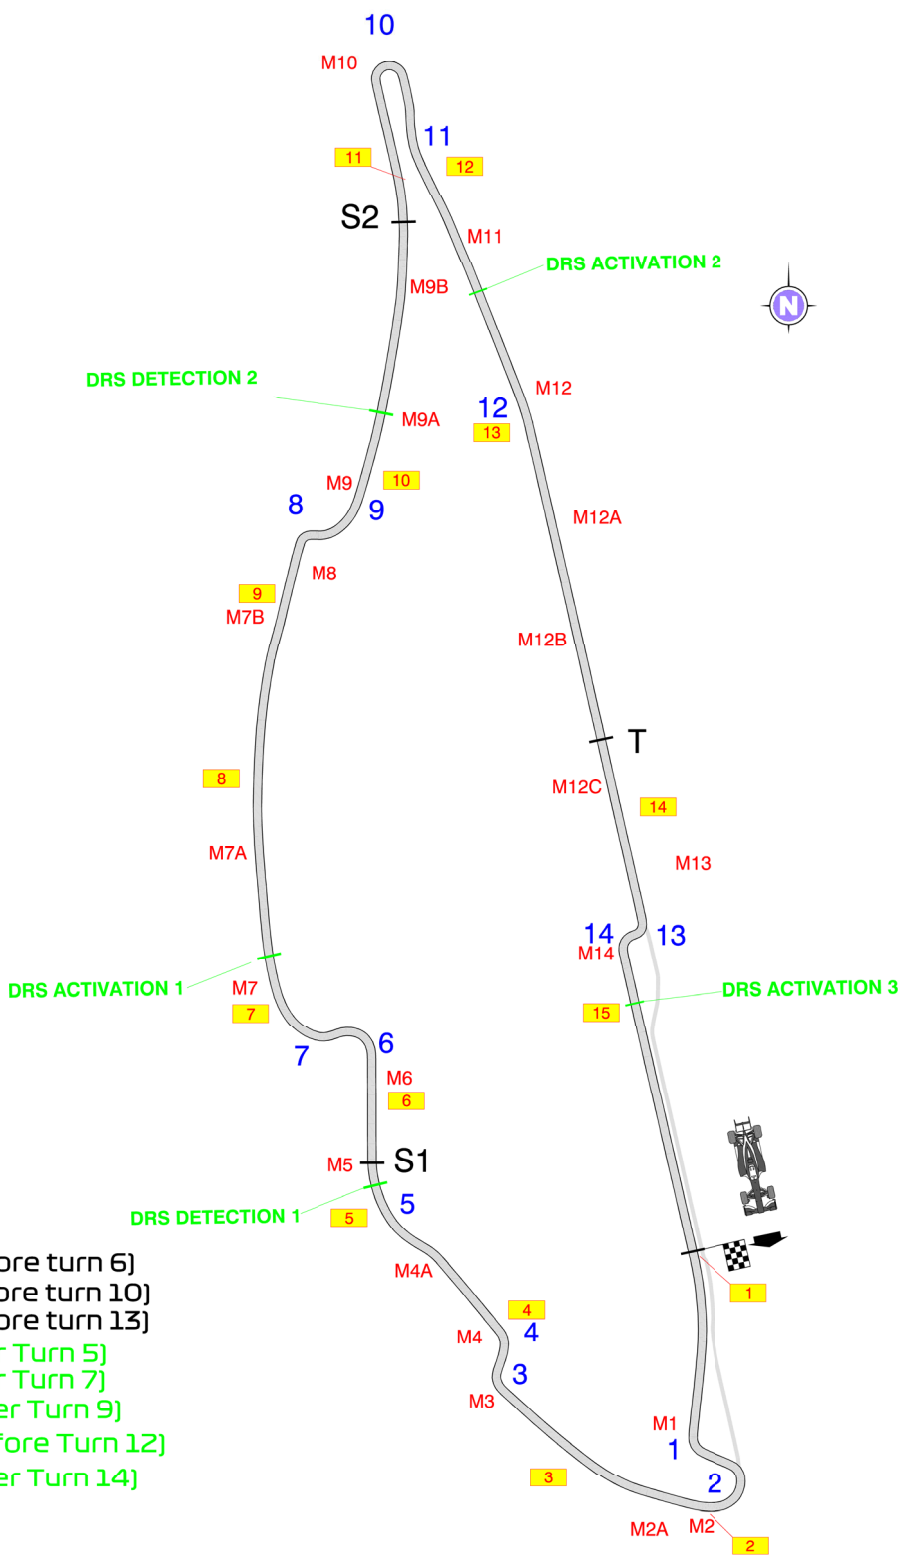 10
M10
11
11
12
S2
M11
DRS ACTIVATION 2
M9B
N
DRS DETECTION 2
M12
12
M9A
13
M9
10
8
9
M12A
M8
9
M7B
M12B
T
8
M12C
14
M7A
M13
14
13
M14
DRS ACTIVATION 1
M7
DRS ACTIVATION 3
7
15
7
6
M6
6
M5
S1
5
DRS DETECTION 1
5
ore turn 6)
M4A
1
ore turn 10)
4
ore turn 13)
4
M4
r Turn 5)
3
r Turn 7)
M3
er Turn 9)
M1
fore Turn 12)
1
er Turn 14)
3
2
M2A
M2
2